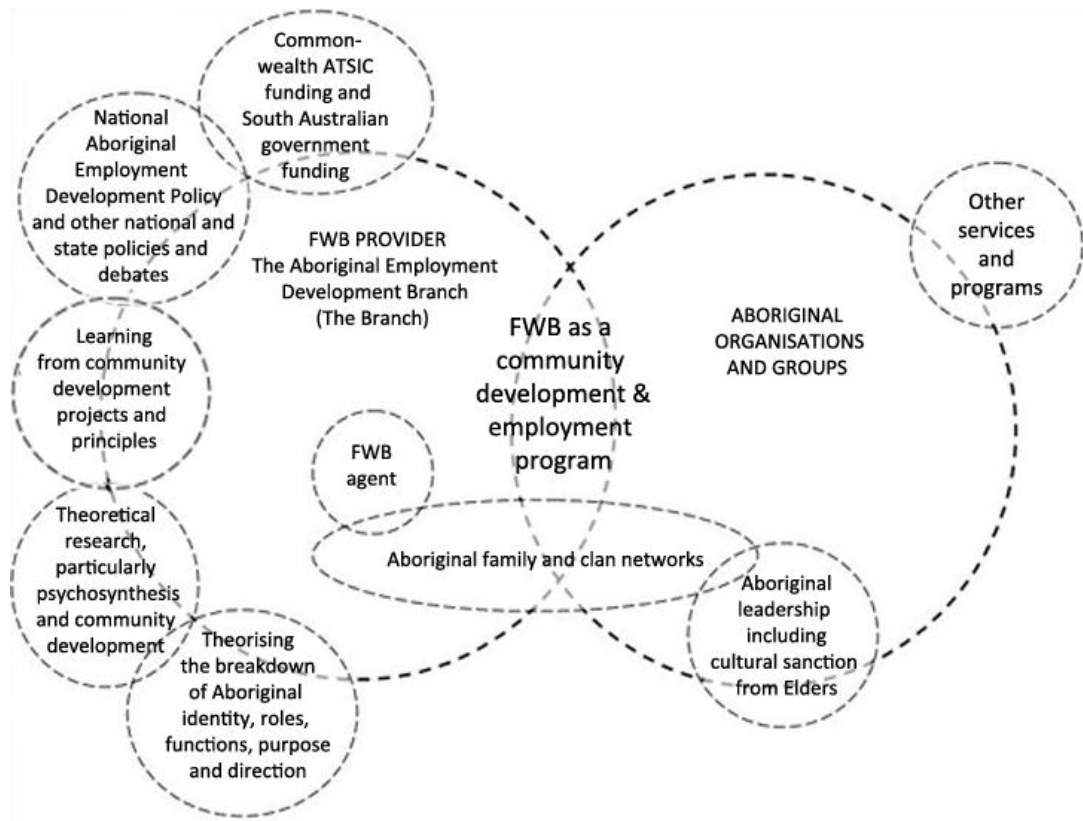 Common-
wealth ATSIC
funding and
South Australian
government
funding
National
Aboriginal
Employment
Development Policy
and other national and
state policies and
debates
FWB PROVIDER
The Aboriginal Employment
Development Branch
(The Branch)
Other
services
and
programs
FWB as a
community
development &
employment
program
ABORIGINAL
ORGANISATIONS
AND GROUPS
Learning
from community
development
projects and
principles
FWB
agent
Theoretical
research,
particularly
psychosynthesis
and community
development
Aboriginal family and clan networks
Aboriginal
leadership
including
cultural sanction
from Elders
Theorising
the breakdown
of Aboriginal
identity, roles,
functions, purpose
and direction